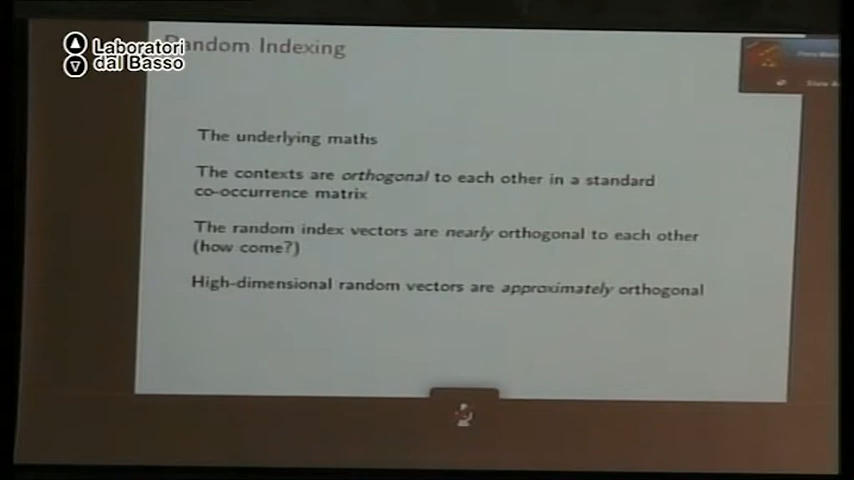 Laboratori
dal Basso
Random Indexing
The underlying maths
The contexts are orthogonal to each other in a standard
co-occurrence matrix
The random index vectors are nearly orthogonal to each other
(how come?)
High-dimensional random vectors are approximately orthogonal